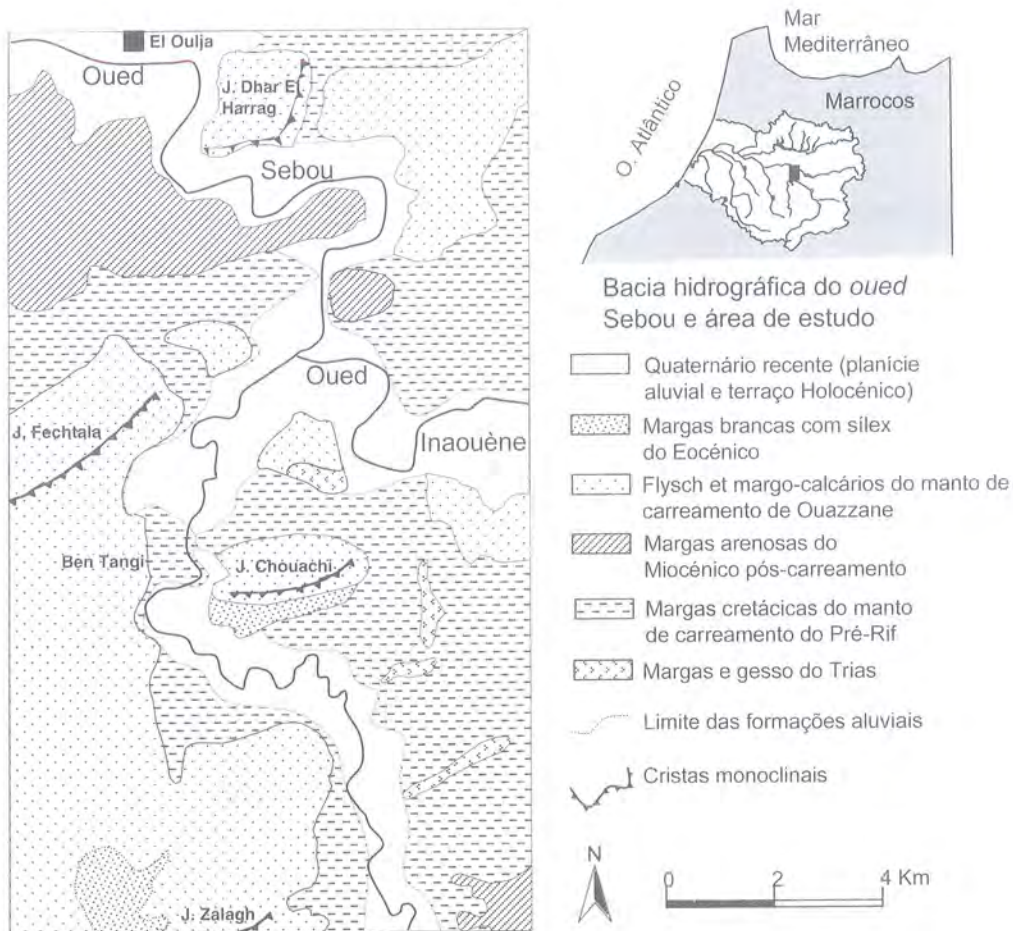 El Oulja
Oued
J. Dhar El
Harrag
Sebou
Oued
J. Fechtala
Inaouène
Ben Tangi
J. Chouachi
J. Zalagh
Mar
Mediterrâneo
O. Atlântico
Marrocos
Bacia hidrográfica do oued
Sebou e área de estudo
Quaternário recente (planície
aluvial e terraço Holocénico)
Margas brancas com sílex
do Eocénico
Flysch et margo-calcários do manto de
carreamento de Ouazzane
Margas arenosas do
Miocénico pós-carreamento
Margas cretácicas do manto
de carreamento do Pré-Rif
Margas e gesso do Trias
Limite das formações aluviais
Cristas monoclinais
N
0 2 4 Km